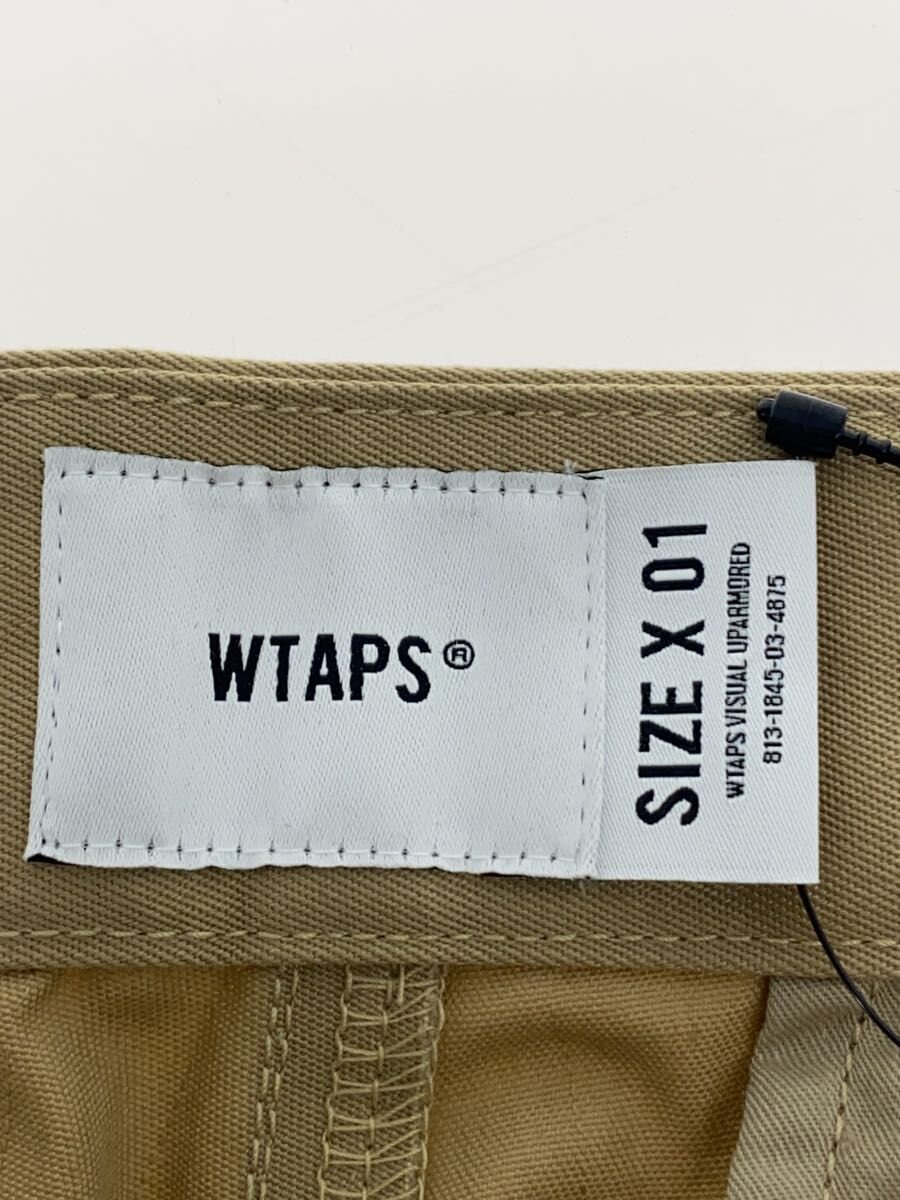 WTAPS®
SIZE X 01
WTAPS VISUAL UPARMORED
813-1845-03-4875